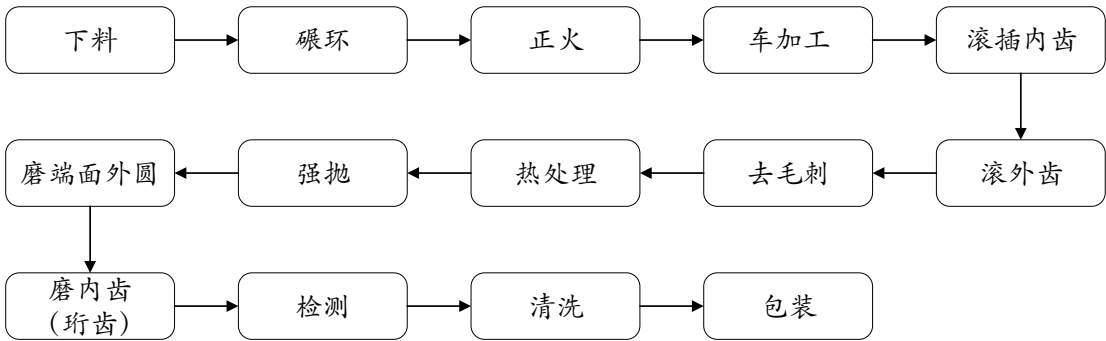 下料
碾环
正火
车加工
滚插内齿
滚外齿
去毛刺
热处理
强抛
磨端面外圆
磨内齿
(珩齿)
检测
清洗
包装